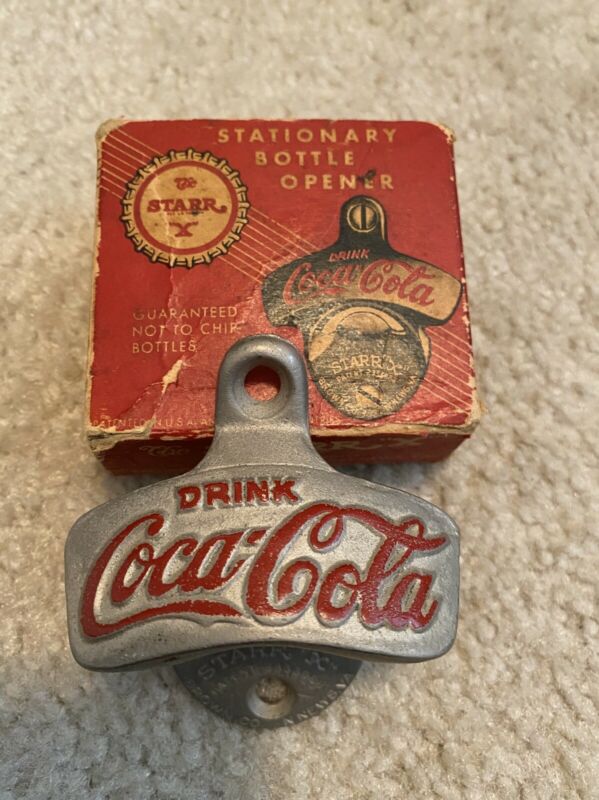 STATIONARY
BOTTLE
OPENER
The
STARR
X
GUARANTEED
NOT TO CHIP
BOTTLES
DRINK
Coca-Cola
STARR "X"
DRINK
Coca-Cola
STARR "X"